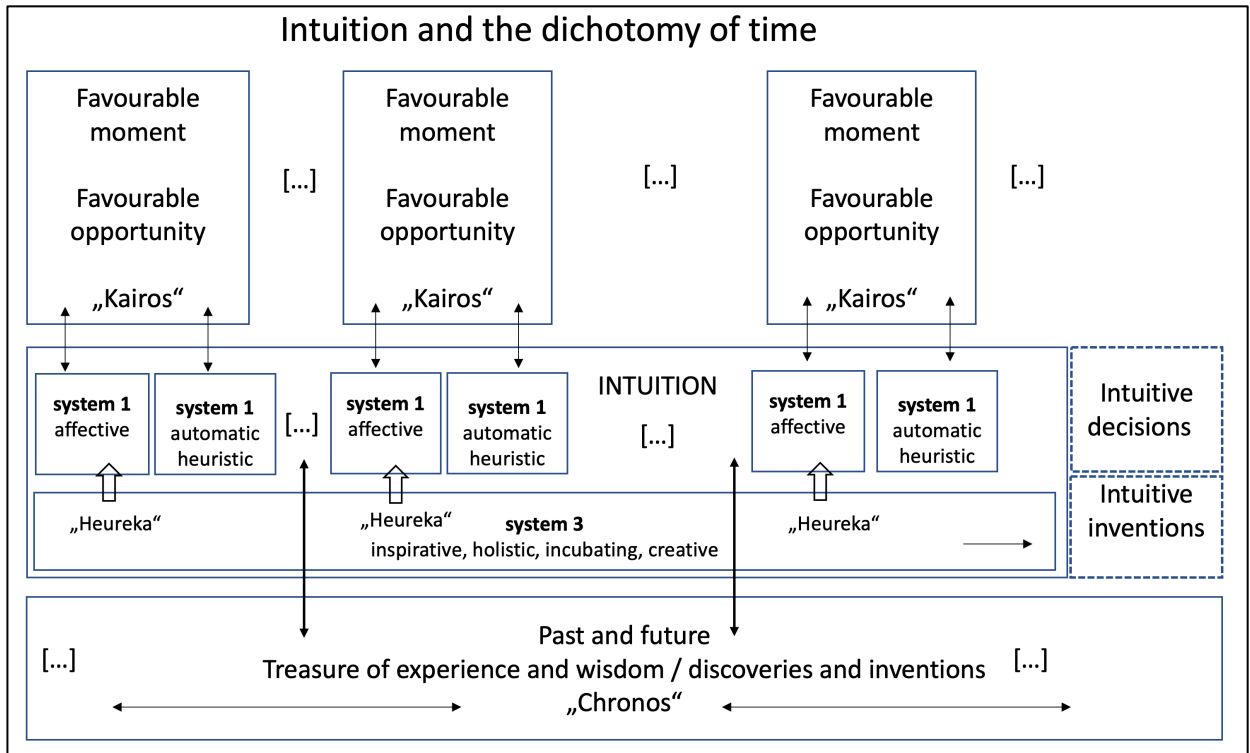 Intuition and the dichotomy of time
Favourable
moment
Favourable
opportunity
„Kairos“
[...]
Favourable
moment
Favourable
opportunity
„Kairos“
[...]
Favourable
moment
Favourable
opportunity
„Kairos“
[...]
system 1
affective
system 1
automatic
heuristic
[...]
system 1
affective
system 1
automatic
heuristic
INTUITION
[...]
system 1
affective
system 1
automatic
heuristic
Intuitive
decisions
„Heureka“
„Heureka“
system 3
inspirative, holistic, incubating, creative
„Heureka“
Intuitive
inventions
[...]
Past and future
Treasure of experience and wisdom / discoveries and inventions
„Chronos“
[...]